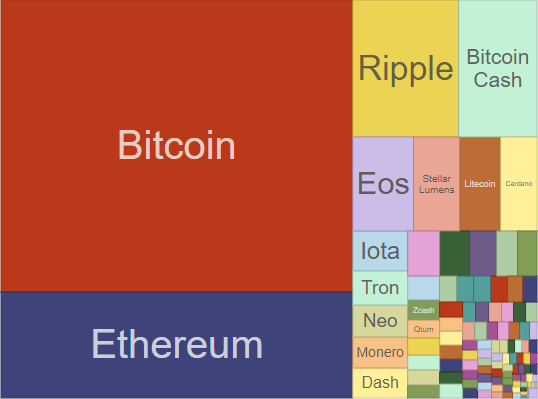 Bitcoin
Ethereum
Ripple
Bitcoin
Cash
Eos
Stellar
Lumens
Litecoin
Cardano
Iota
Tron
Neo
Monero
Dash
Zcash
Qtum